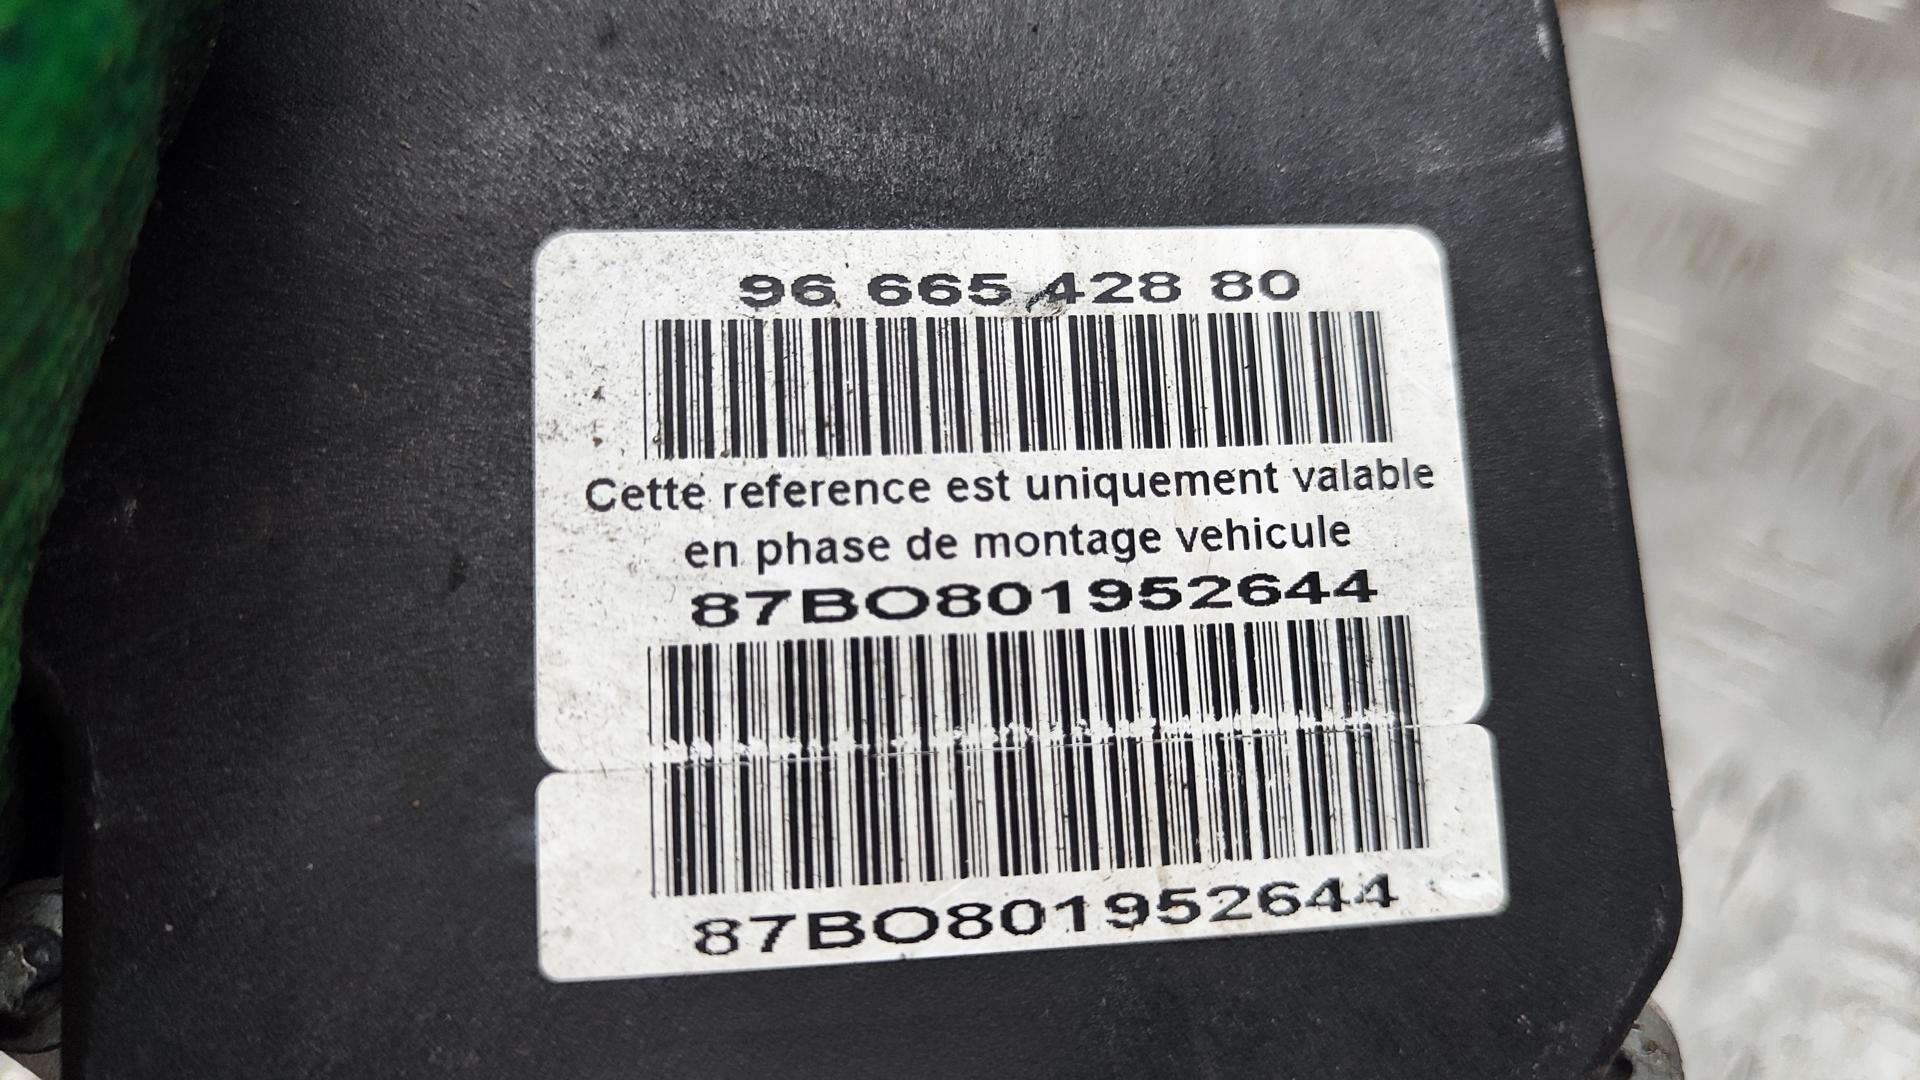 96 665 428 80
Cette reference est uniquement valable
en phase de montage vehicule
87BO801952644
87BO801952644